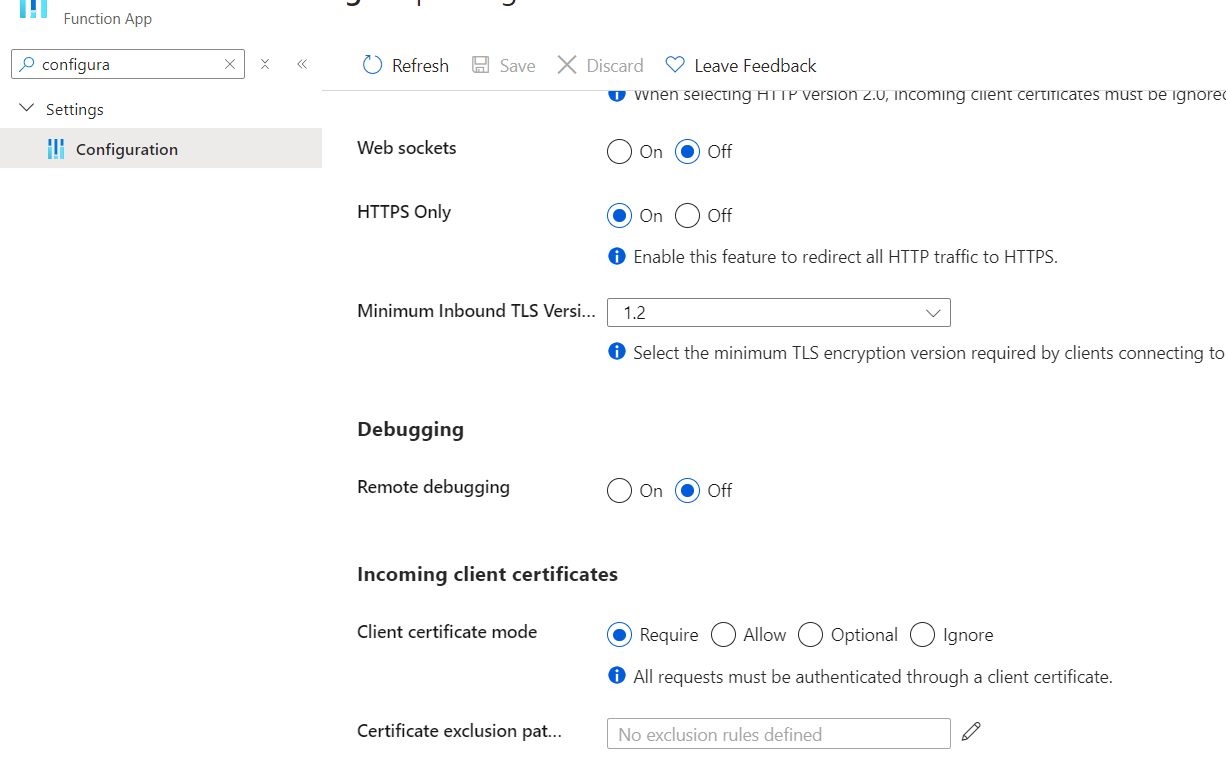 Function App
configura
Refresh
Save
Discard
Leave Feedback
Settings
Configuration
When selecting HTTP version 2.0, incoming client certificates must be ignored
Web sockets
On
Off
HTTPS Only
On
Off
Enable this feature to redirect all HTTP traffic to HTTPS.
Minimum Inbound TLS Versi...
1.2
Select the minimum TLS encryption version required by clients connecting to
Debugging
Remote debugging
On
Off
Incoming client certificates
Client certificate mode
Require
Allow
Optional
Ignore
All requests must be authenticated through a client certificate.
Certificate exclusion pat...
No exclusion rules defined